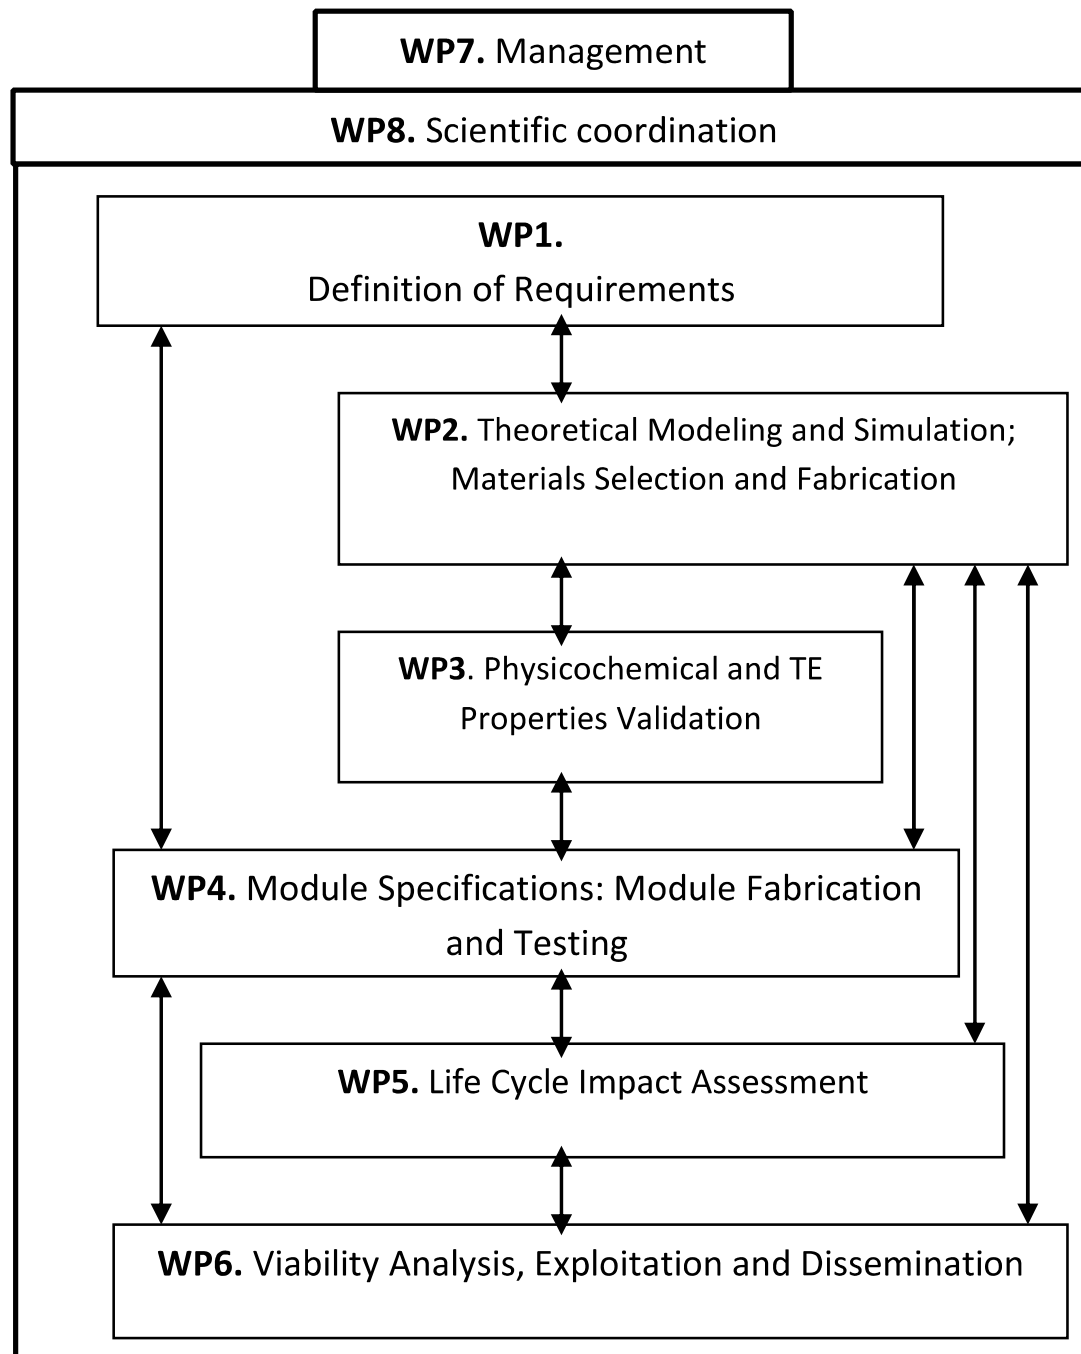 WP7. Management
WP8. Scientific coordination
WP1.
Definition of Requirements
WP2. Theoretical Modeling and Simulation;
Materials Selection and Fabrication
WP3. Physicochemical and TE
Properties Validation
WP4. Module Specifications: Module Fabrication
and Testing
WP5. Life Cycle Impact Assessment
WP6. Viability Analysis, Exploitation and Dissemination